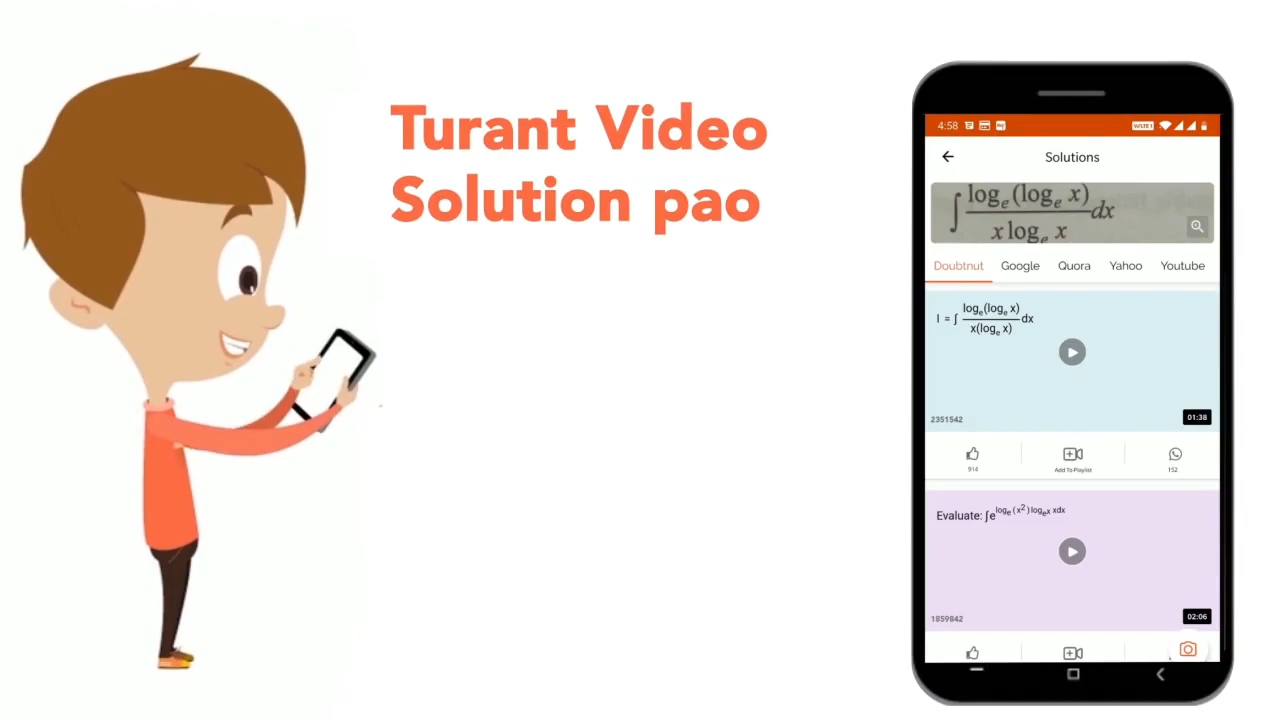 Turant Video
Solution pao
4:58
VoLTE1
Solutions
∫ logₑ(logₑ x) / x logₑ x dx
Doubtnut Google Quora Yahoo Youtube
I = ∫ logₑ(logₑ x) / x(logₑ x) dx
2351542 01:38
914 Add To Playlist 152
Evaluate: ∫e^logₑ(x²)logₑx xdx
1859842 02:06